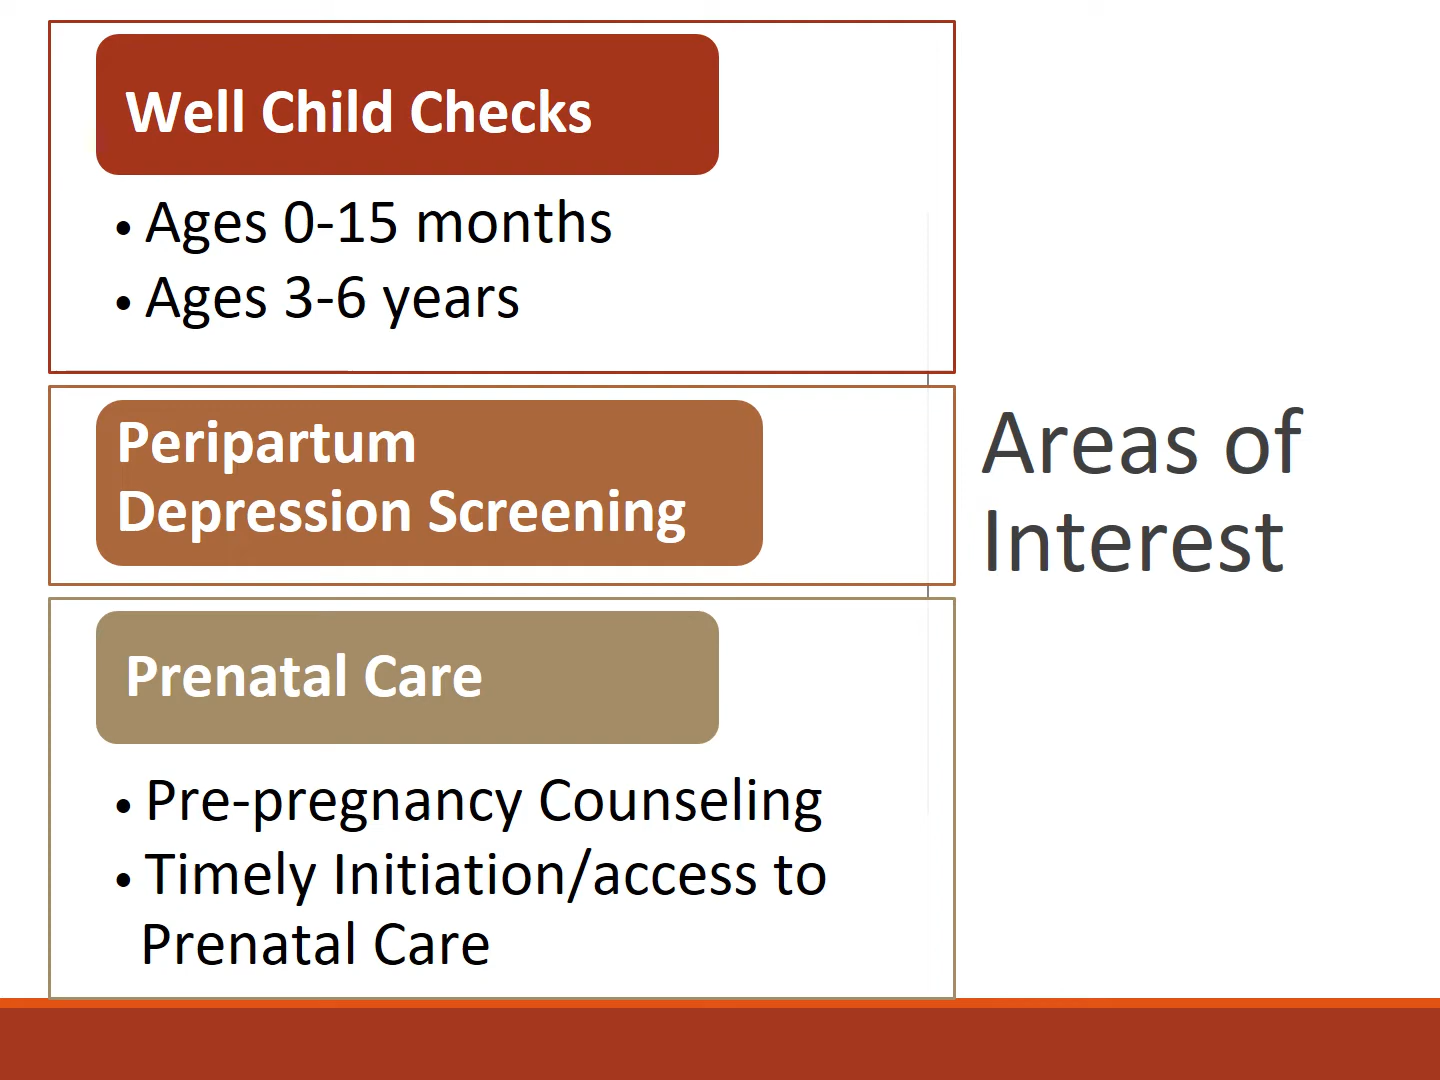 Well Child Checks
• Ages 0-15 months
• Ages 3-6 years
Peripartum
Depression Screening
Prenatal Care
• Pre-pregnancy Counseling
• Timely Initiation/access to
Prenatal Care
Areas of
Interest